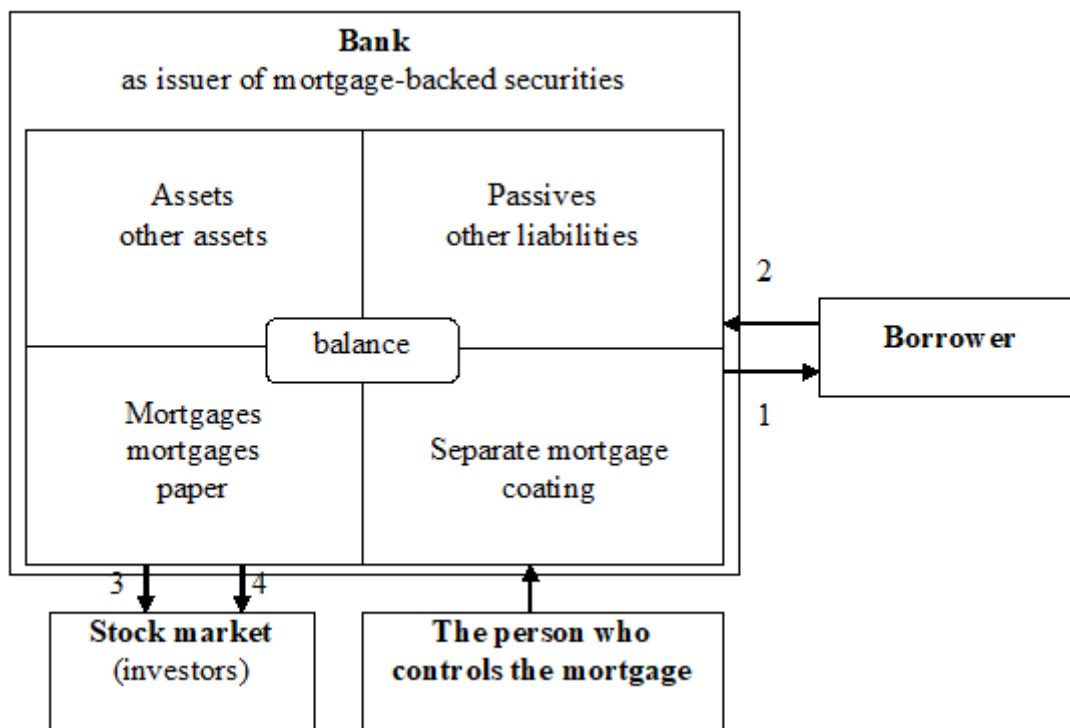 Bank
as issuer of mortgage-backed securities
Assets
other assets
Passives
other liabilities
2
Borrower
balance
1
Mortgages
mortgages
paper
Separate mortgage
coating
3
4
Stock market
(investors)
The person who
controls the mortgage